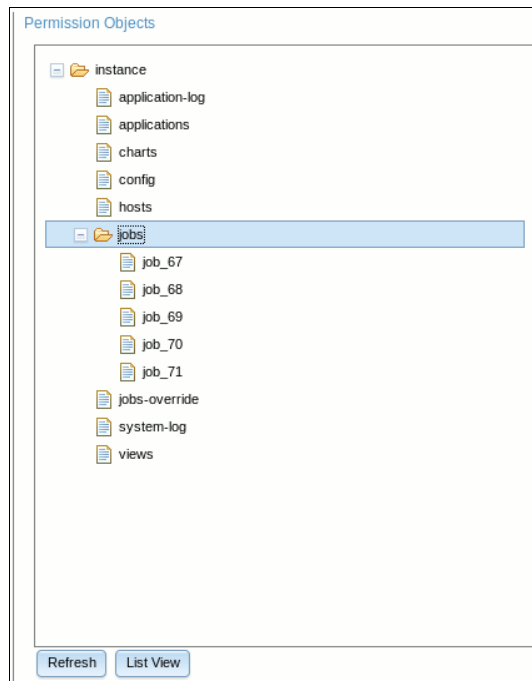 Permission Objects
instance
application-log
applications
charts
config
hosts
jobs
job_67
job_68
job_69
job_70
job_71
jobs-override
system-log
views
Refresh List View